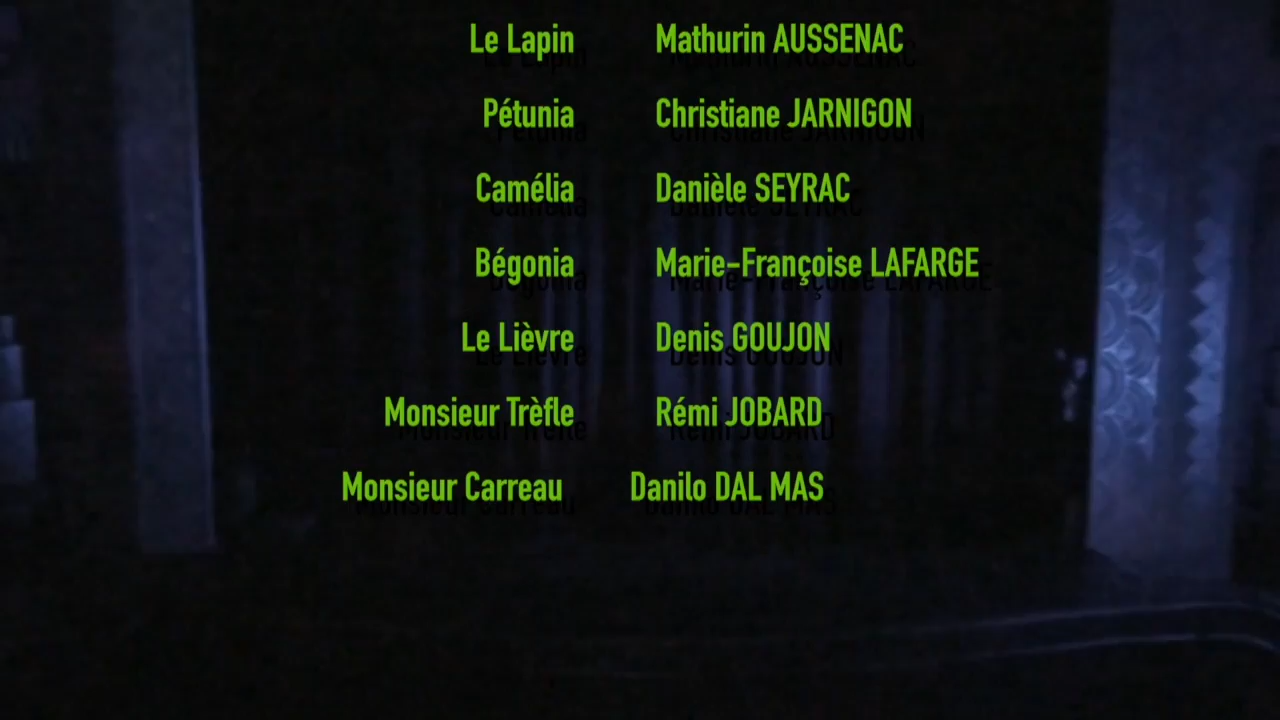 Le Lapin Mathurin AUSSENAC
Pétunia Christiane JARNIGON
Camélia Danièle SEYRAC
Bégonia Marie-Françoise LAFARGE
Le Lièvre Denis GOUJON
Monsieur Trèfle Rémi JOBARD
Monsieur Carreau Danilo DAL MAS